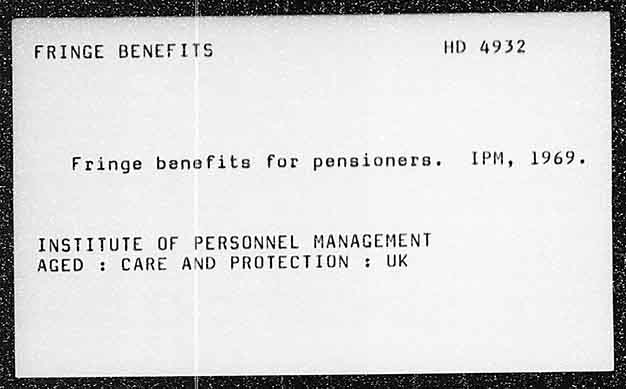 FRINGE BENEFITS HD 4932
Fringe benefits for pensioners. IPM, 1969.
INSTITUTE OF PERSONNEL MANAGEMENT
AGED : CARE AND PROTECTION : UK